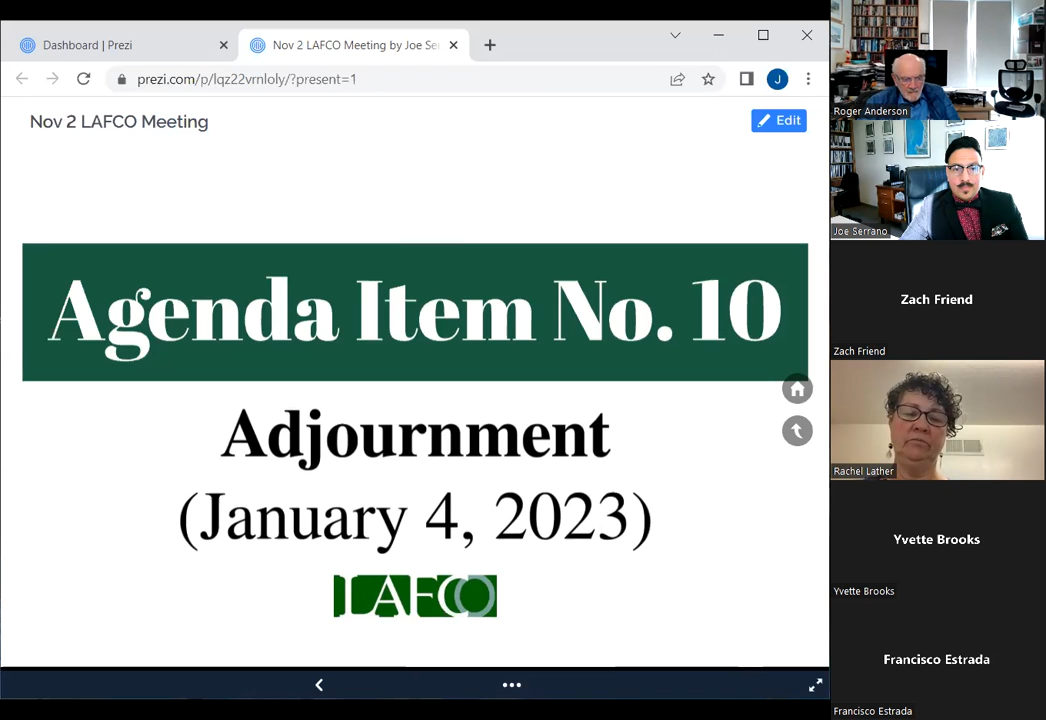 Dashboard | Prezi
Nov 2 LAFCO Meeting by Joe Se
prezi.com/p/lqz22vrnloly/?present=1
J
Nov 2 LAFCO Meeting
Edit
Agenda Item No. 10
Adjournment
(January 4, 2023)
LAFCO
Roger Anderson
Joe Serrano
Zach Friend
Zach Friend
Rachel Lather
Yvette Brooks
Yvette Brooks
Francisco Estrada
Francisco Estrada